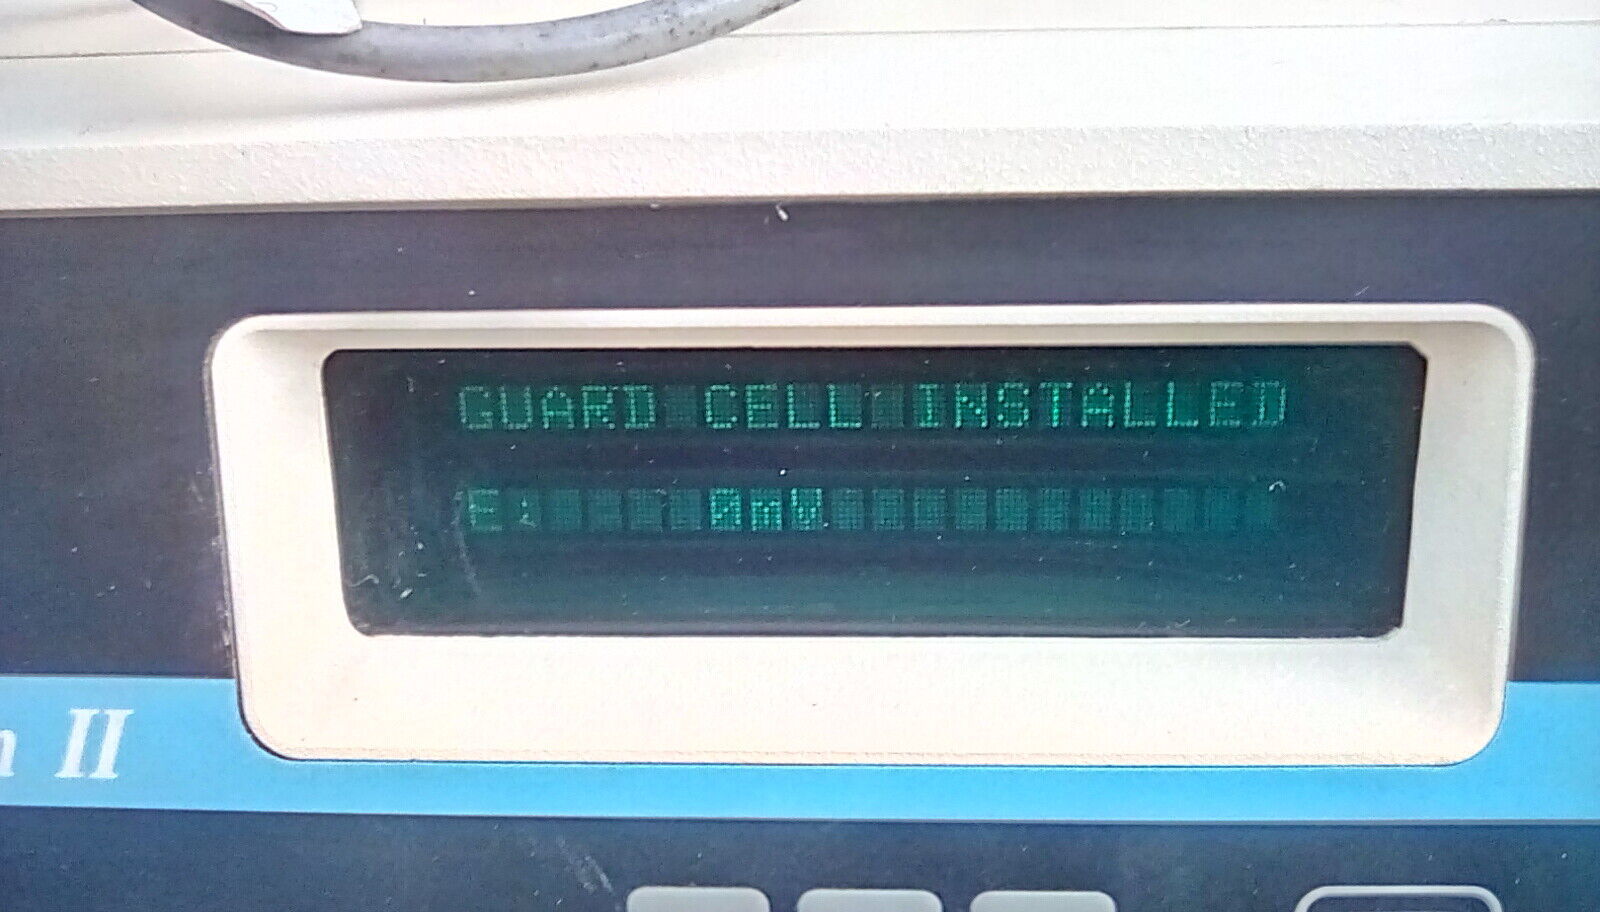 GUARD CELL INSTALLED
E: 0mV
II